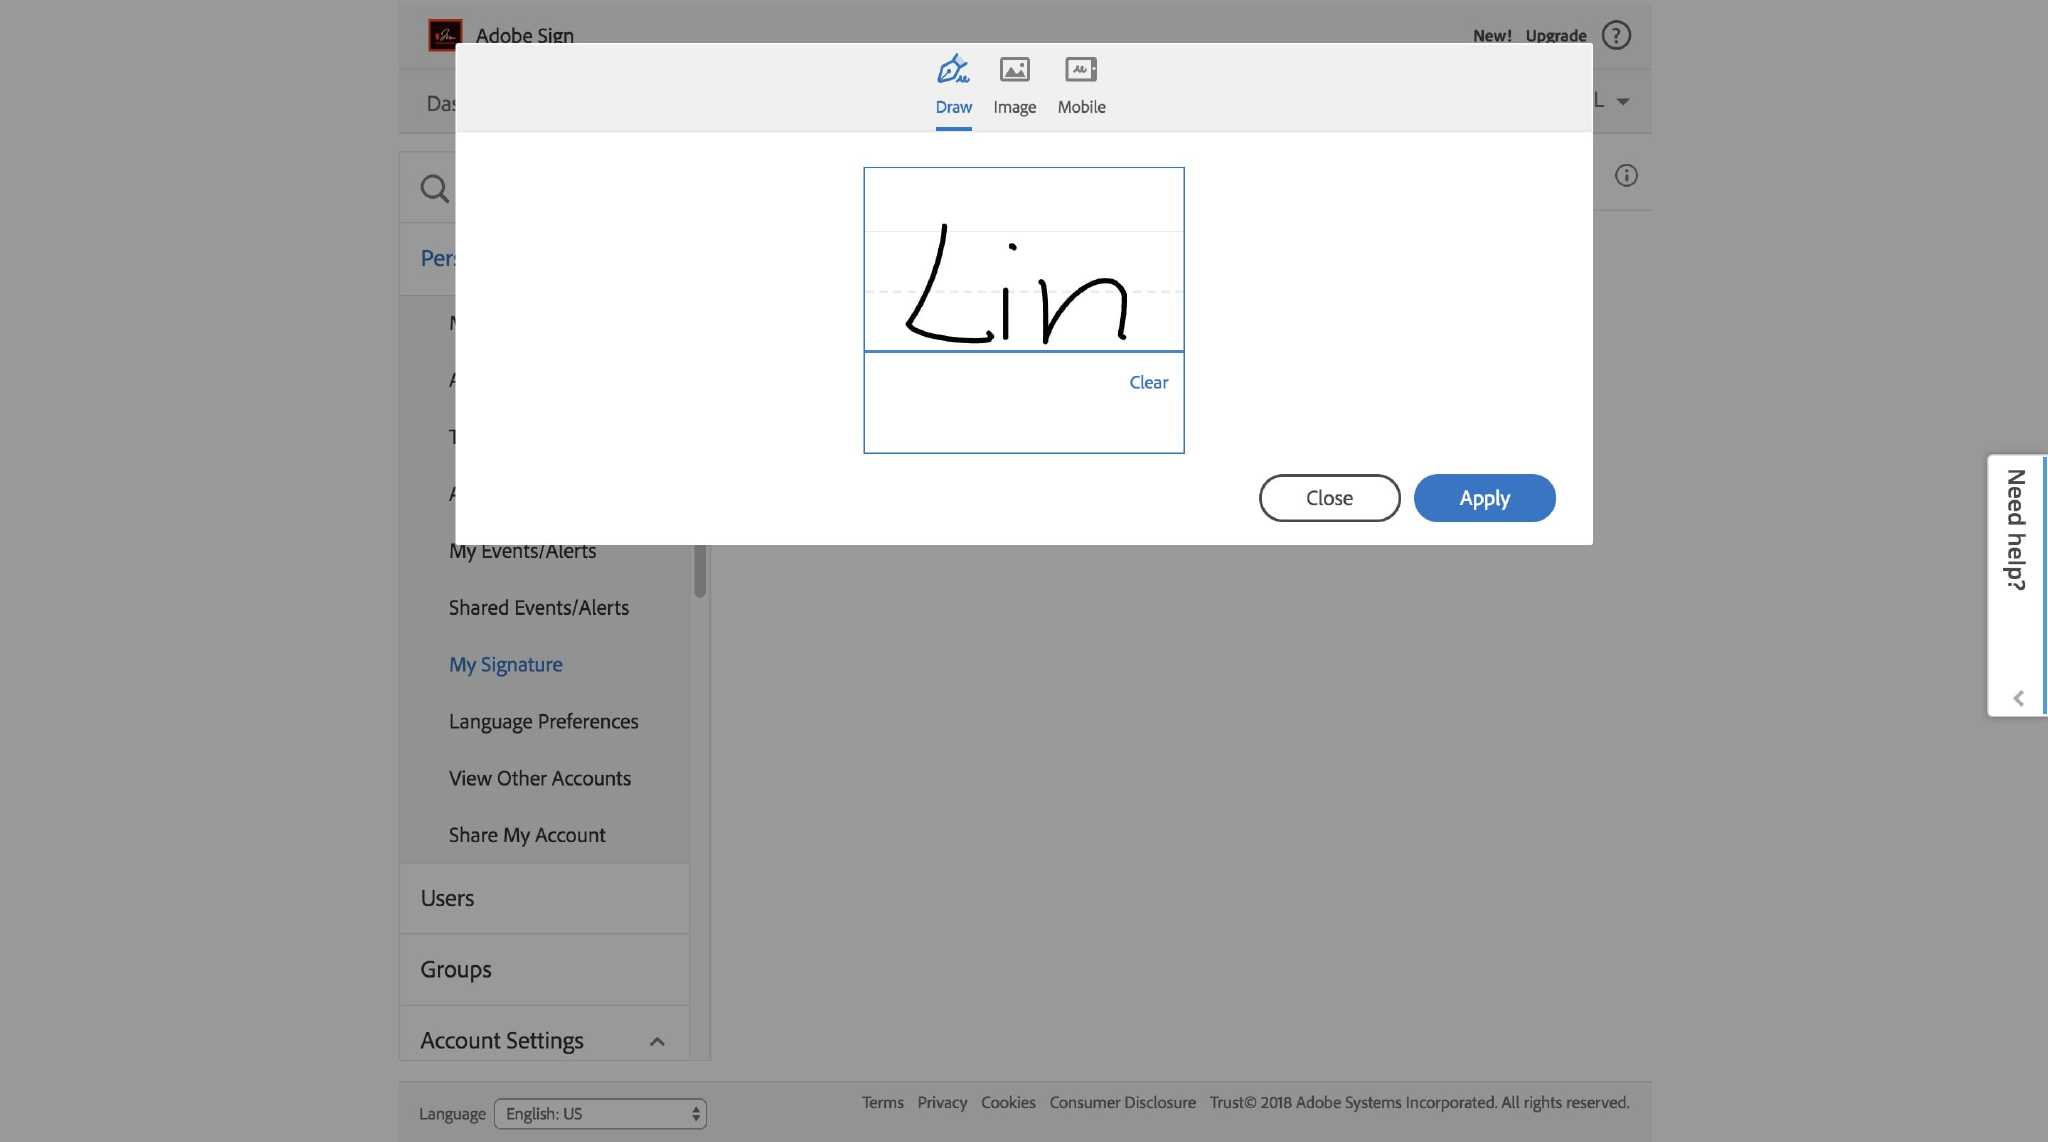 Adobe Sign
New! Upgrade ?
Draw Image Mobile
L
Lin
Clear
Close Apply
Need help?
My Events/Alerts
Shared Events/Alerts
My Signature
Language Preferences
View Other Accounts
Share My Account
Users
Groups
Account Settings
Language English: US
Terms Privacy Cookies Consumer Disclosure Trust© 2018 Adobe Systems Incorporated. All rights reserved.